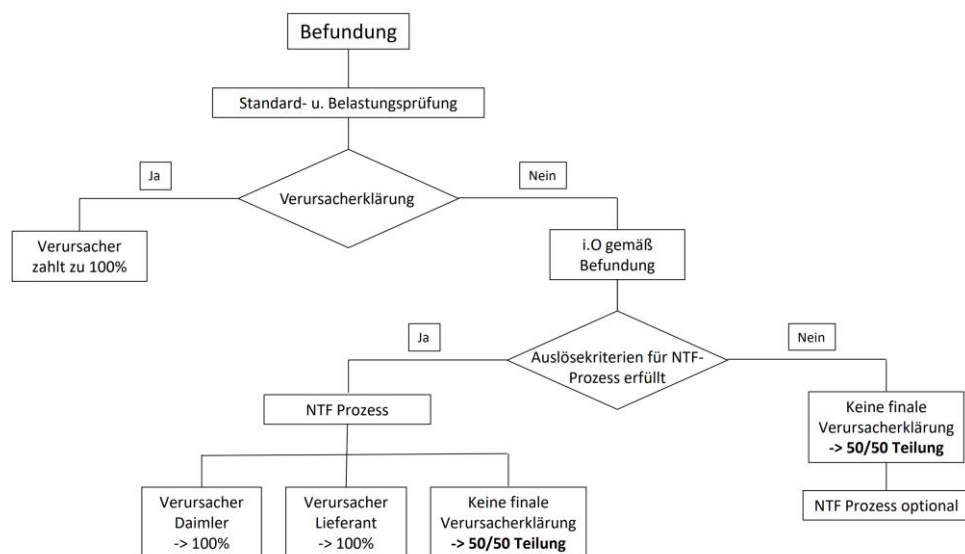 Befundung
Standard- u. Belastungsprüfung
Ja
Nein
Verursacherklärung
Verursacher
zahlt zu 100%
i.O gemäß
Befundung
Ja
Nein
Auslösekriterien für NTF-
Prozess erfüllt
NTF Prozess
Keine finale
Verursacherklärung
-> 50/50 Teilung
Verursacher
Daimler
-> 100%
Verursacher
Lieferant
-> 100%
Keine finale
Verursacherklärung
-> 50/50 Teilung
NTF Prozess optional